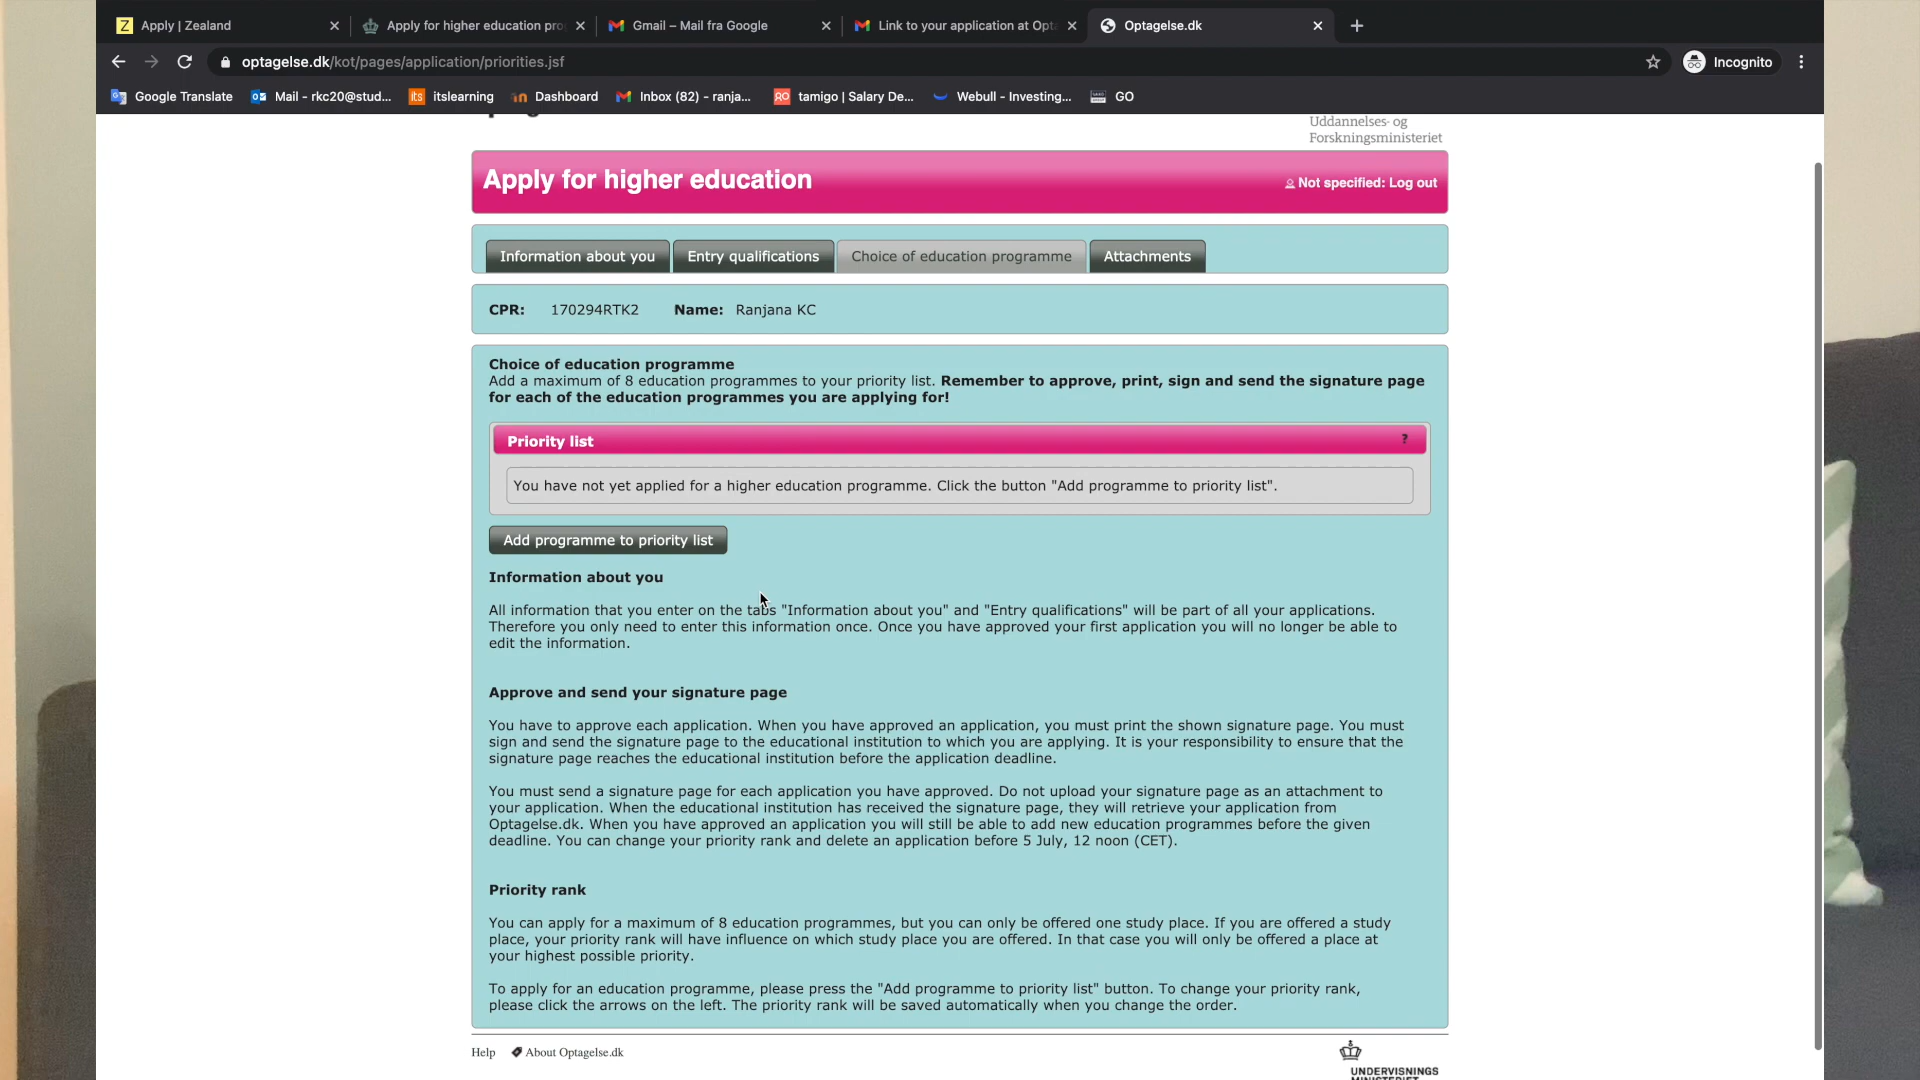 Apply | Zealand
Apply for higher education pro
Gmail – Mail fra Google
Link to your application at Opta
Optagelse.dk
optagelse.dk/kot/pages/application/priorities.jsf
Incognito
Google Translate
Mail - rkc20@stud...
its itslearning
Dashboard
Inbox (82) - ranja...
tamigo | Salary De...
Webull - Investing...
GO
Uddannelses- og
Forskningsministeriet
Apply for higher education
Not specified: Log out
Information about you
Entry qualifications
Choice of education programme
Attachments
CPR: 170294RTK2 Name: Ranjana KC
Choice of education programme
Add a maximum of 8 education programmes to your priority list. Remember to approve, print, sign and send the signature page
for each of the education programmes you are applying for!
Priority list ?
You have not yet applied for a higher education programme. Click the button "Add programme to priority list".
Add programme to priority list
Information about you
All information that you enter on the tabs "Information about you" and "Entry qualifications" will be part of all your applications.
Therefore you only need to enter this information once. Once you have approved your first application you will no longer be able to
edit the information.
Approve and send your signature page
You have to approve each application. When you have approved an application, you must print the shown signature page. You must
sign and send the signature page to the educational institution to which you are applying. It is your responsibility to ensure that the
signature page reaches the educational institution before the application deadline.
You must send a signature page for each application you have approved. Do not upload your signature page as an attachment to
your application. When the educational institution has received the signature page, they will retrieve your application from
Optagelse.dk. When you have approved an application you will still be able to add new education programmes before the given
deadline. You can change your priority rank and delete an application before 5 July, 12 noon (CET).
Priority rank
You can apply for a maximum of 8 education programmes, but you can only be offered one study place. If you are offered a study
place, your priority rank will have influence on which study place you are offered. In that case you will only be offered a place at
your highest possible priority.
To apply for an education programme, please press the "Add programme to priority list" button. To change your priority rank,
please click the arrows on the left. The priority rank will be saved automatically when you change the order.
Help
About Optagelse.dk
UNDERVISNINGS